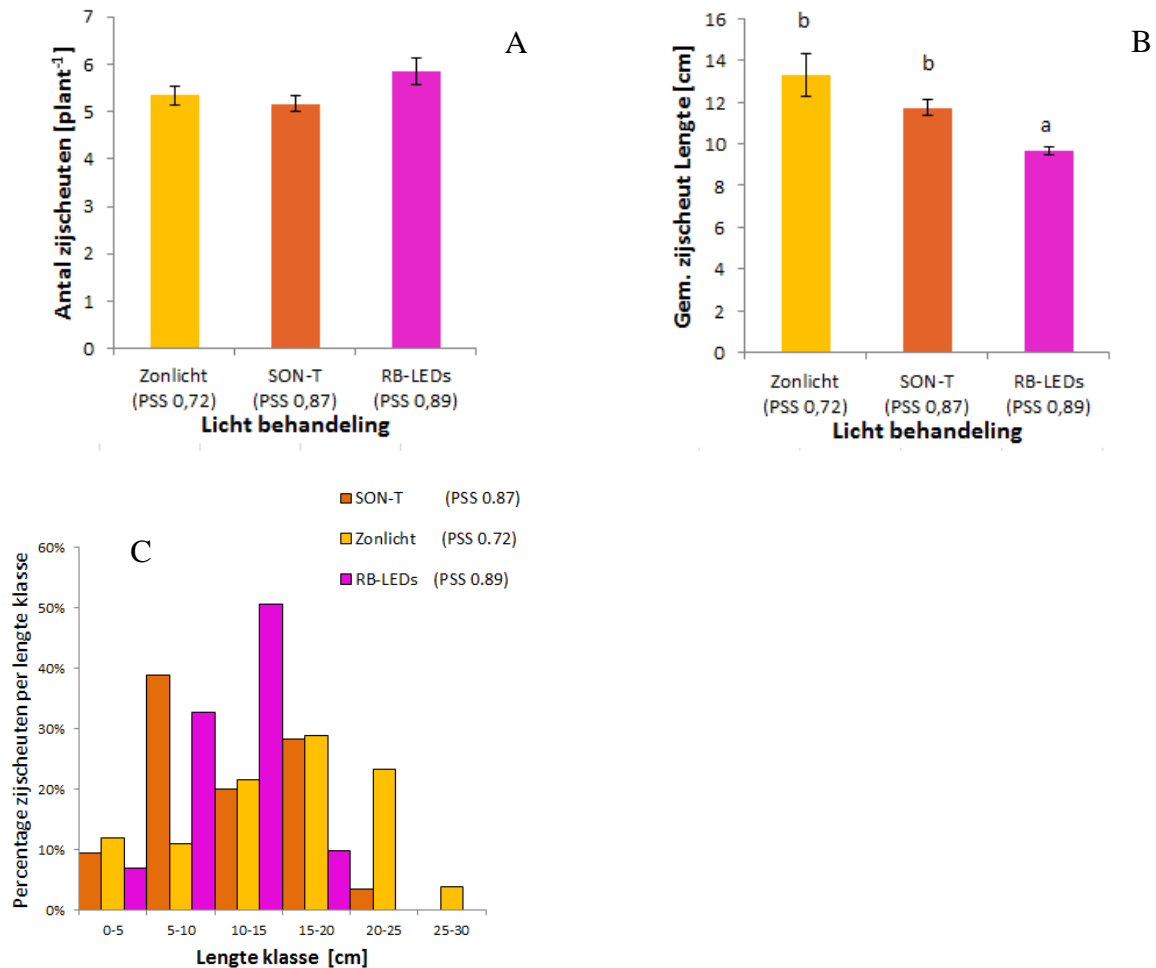 A
Antal zijscheuten [plant-1]
7
6
5
4
3
2
1
0
Zonlicht SON-T RB-LEDs
(PSS 0,72) (PSS 0,87) (PSS 0,89)
Licht behandeling
B
Gem. zijscheut Lengte [cm]
16
14
12
10
8
6
4
2
0
b
b
a
Zonlicht SON-T RB-LEDs
(PSS 0,72) (PSS 0,87) (PSS 0,89)
Licht behandeling
C
SON-T (PSS 0.87)
Zonlicht (PSS 0.72)
RB-LEDs (PSS 0.89)
Percentage zijscheuten per lengte klasse
60%
50%
40%
30%
20%
10%
0%
0-5 5-10 10-15 15-20 20-25 25-30
Lengte klasse [cm]